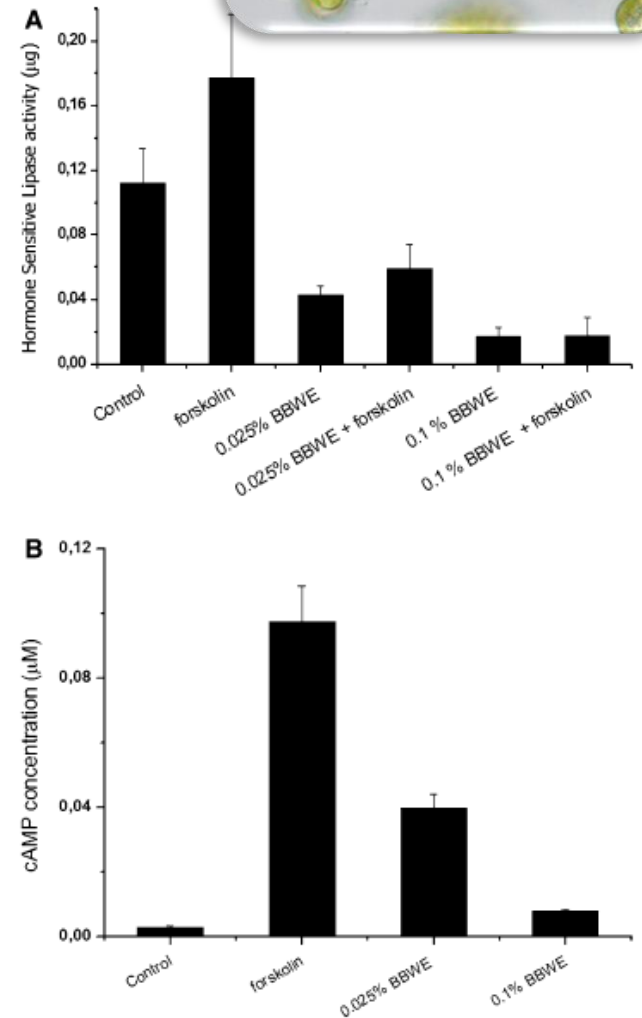 A
Hormone Sensitive Lipase activity (µg)
0,20
0,16
0,12
0,08
0,04
0,00
Control
forskolin
0.025% BBWE
0.025% BBWE + forskolin
0.1 % BBWE
0.1 % BBWE + forskolin
B
cAMP concentration (µM)
0,12
0,08
0,04
0,00
Control
forskolin
0.025% BBWE
0.1% BBWE